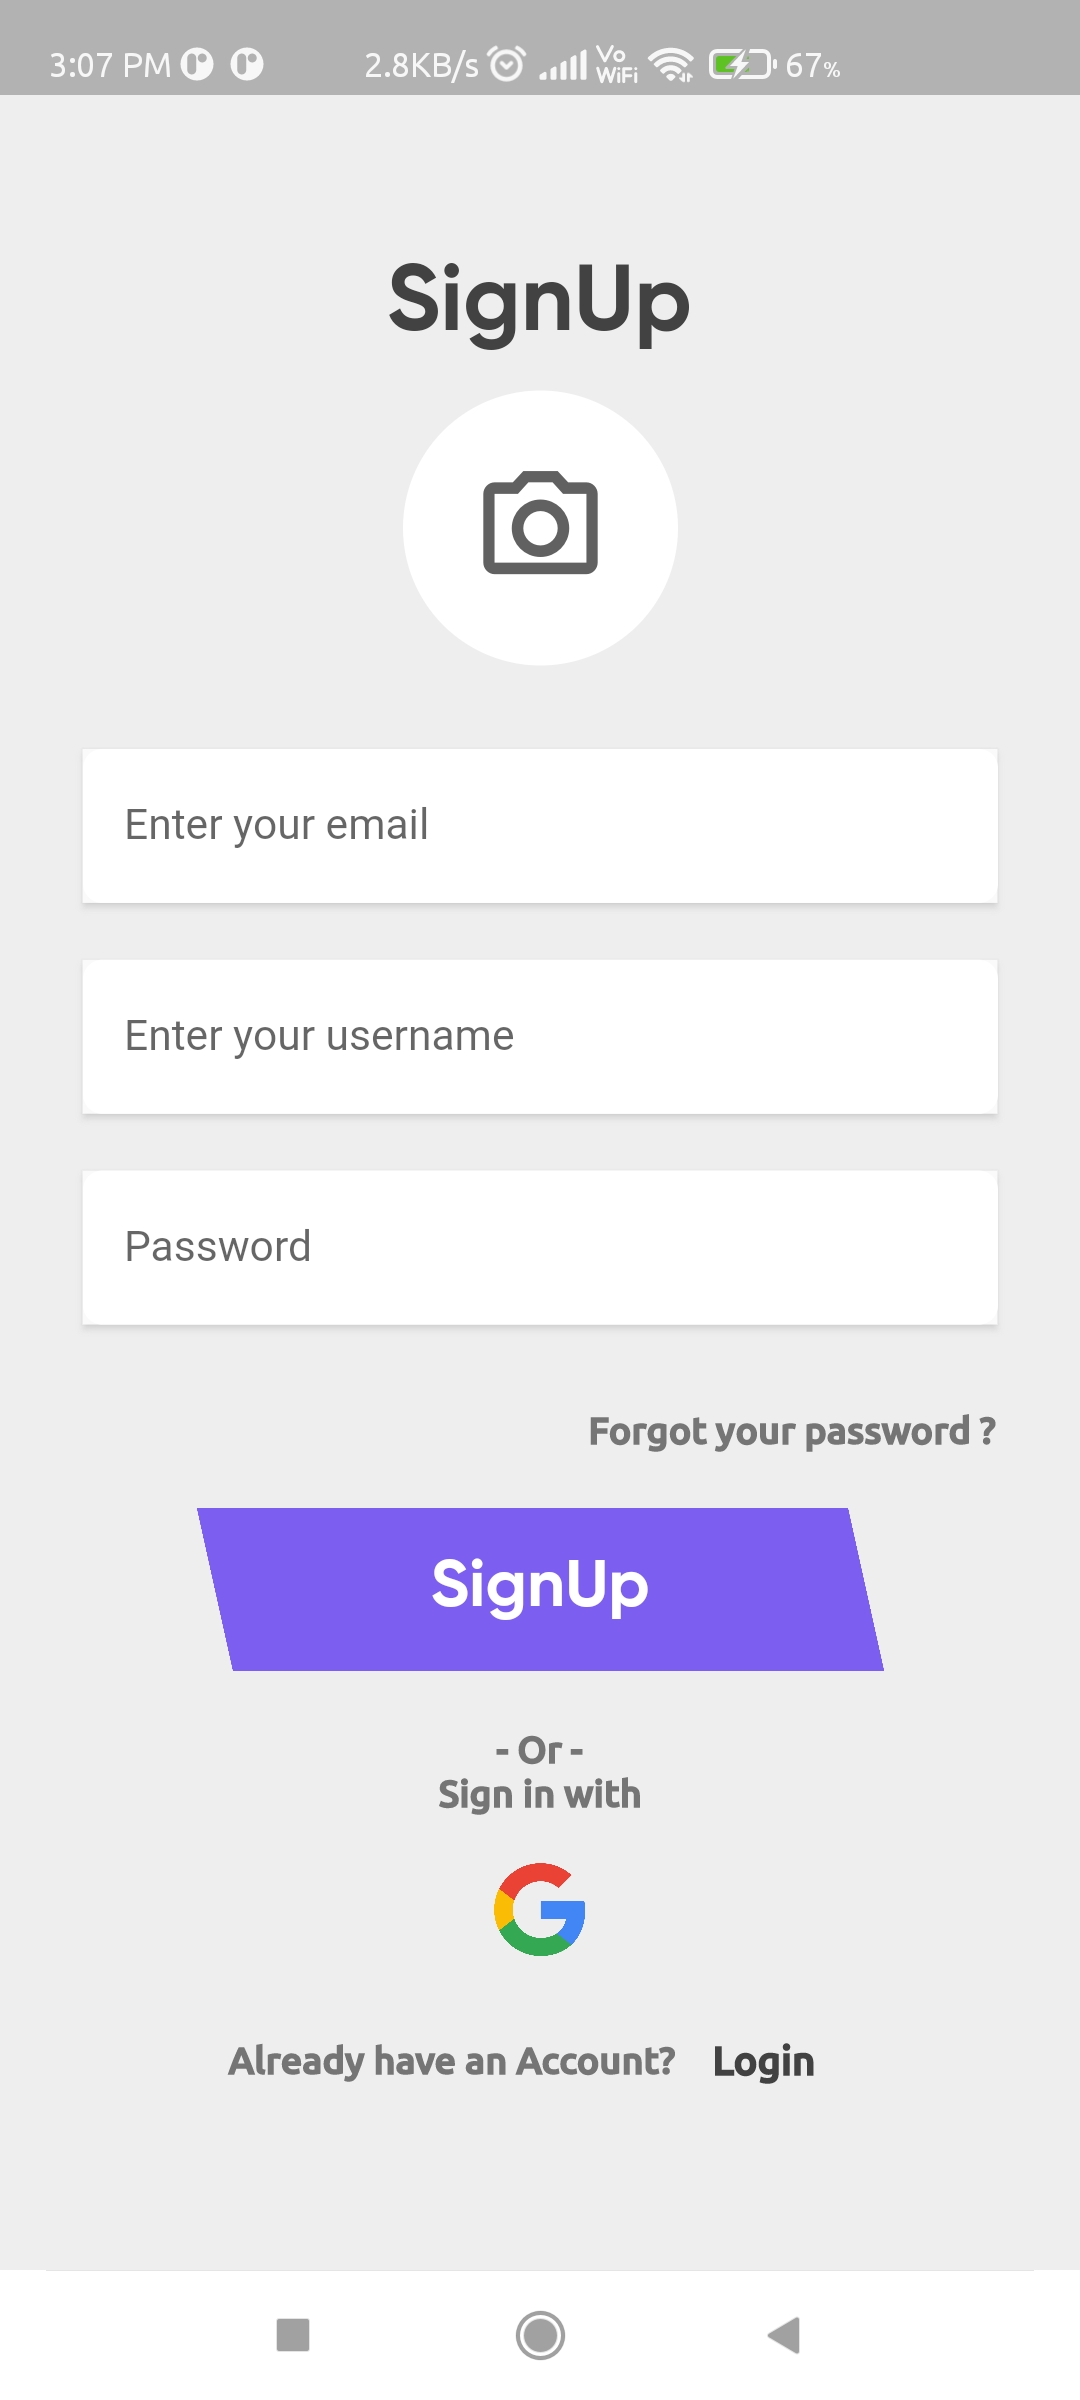 3:07 PM 2.8KB/s Vo WiFi 67%
SignUp
Enter your email
Enter your username
Password
Forgot your password ?
SignUp
- Or -
Sign in with
Already have an Account? Login